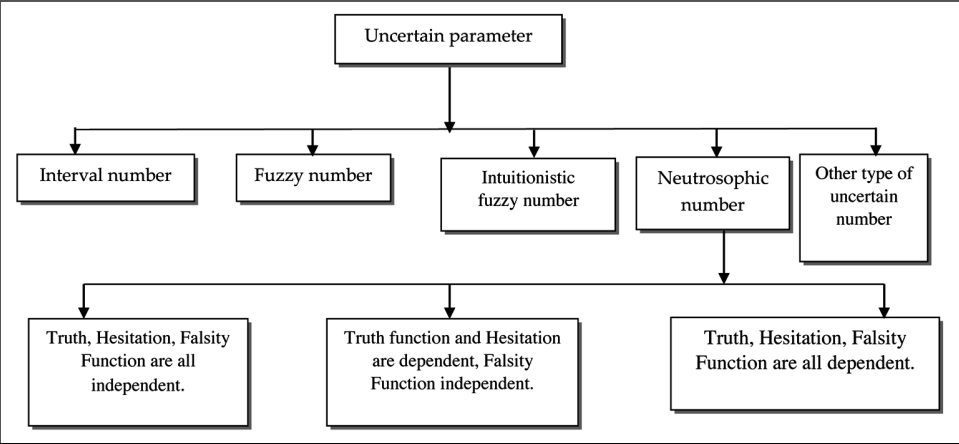 Uncertain parameter
Interval number
Fuzzy number
Intuitionistic
fuzzy number
Neutrosophic
number
Other type of
uncertain
number
Truth, Hesitation, Falsity
Function are all
independent.
Truth function and Hesitation
are dependent, Falsity
Function independent.
Truth, Hesitation, Falsity
Function are all dependent.